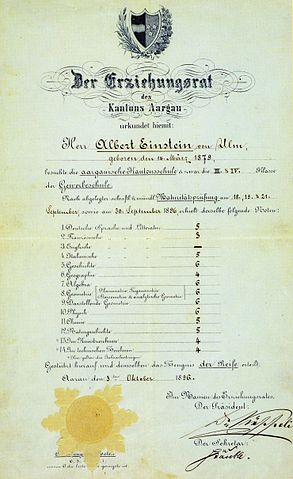 Der Erziehungsrat
des
Kantons Aargau
urkundet hiemit:
Herr Albert Einstein von Ulm,
geboren den 14. März 1879,
besuchte die aargauische Kantonsschule & zwar die III. & IV. Klasse
der Gewerbeschule.
Nach abgelegter schriftl. & mündl. Maturitätsprüfung am 18., 19. & 21.
September, sowie am 30. September 1896, erhielt derselbe folgende Noten:
1. Deutsche Sprache und Litteratur 5
2. Französische 3
3. Englische —
4. Italienische 5
5. Geschichte 6
6. Geographie 4
7. Algebra 6
8. Geometrie Planimetrie, Trigonometrie 6
Stereometrie & analytische Geometrie
9. Darstellende Geometrie 6
10. Physik 6
11. Chemie 5
12. Naturgeschichte 5
*13. Im Kunstzeichnen 4
*14. Im technischen Zeichnen 4
Gestützt hierauf wird demselben das Zeugnis der Reife erteilt.
Aarau den 3ten Oktober 1896.
Im Namen des Erziehungsrates,
Der Präsident:
Der Sekretär: